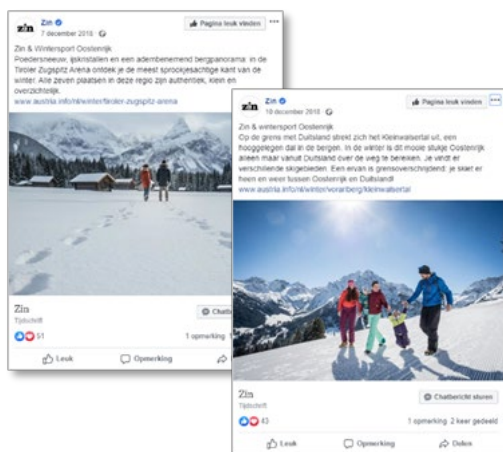 zin
Zin
7 december 2018
Pagina leuk vinden
Zin & Wintersport Oostenrijk
Poedersneeuw, ijskristallen en een adembenemend bergpanorama: in de
Tiroler Zugspitz Arena ontdek je de meest sprookjesachtige kant van de
winter. Alle zeven plaatsen in deze regio zijn authentiek, klein en
overzichtelijk.
www.austria.info/nl/winter/tiroler-zugspitz-arena
Zin
Tijdschrift
Chatbe
51
1 opmerking
Leuk
Opmerking
zin
Zin
10 december 2018
Pagina leuk vinden
Zin & wintersport Oostenrijk
Op de grens met Duitsland strekt zich het Kleinwalsertal uit, een
hooggelegen dal in de bergen. In de winter is dit mooie stukje Oostenrijk
alleen maar vanuit Duitsland over de weg te bereiken. Je vindt er
verschillende skigebieden. Een ervan is grensoverschrijdend: je skiet er
heen en weer tussen Oostenrijk en Duitsland!
www.austria.info/nl/winter/vorarlberg/kleinwalsertal
Zin
Tijdschrift
Chatbericht sturen
43
1 opmerking 2 keer gedeeld
Leuk
Opmerking
Delen